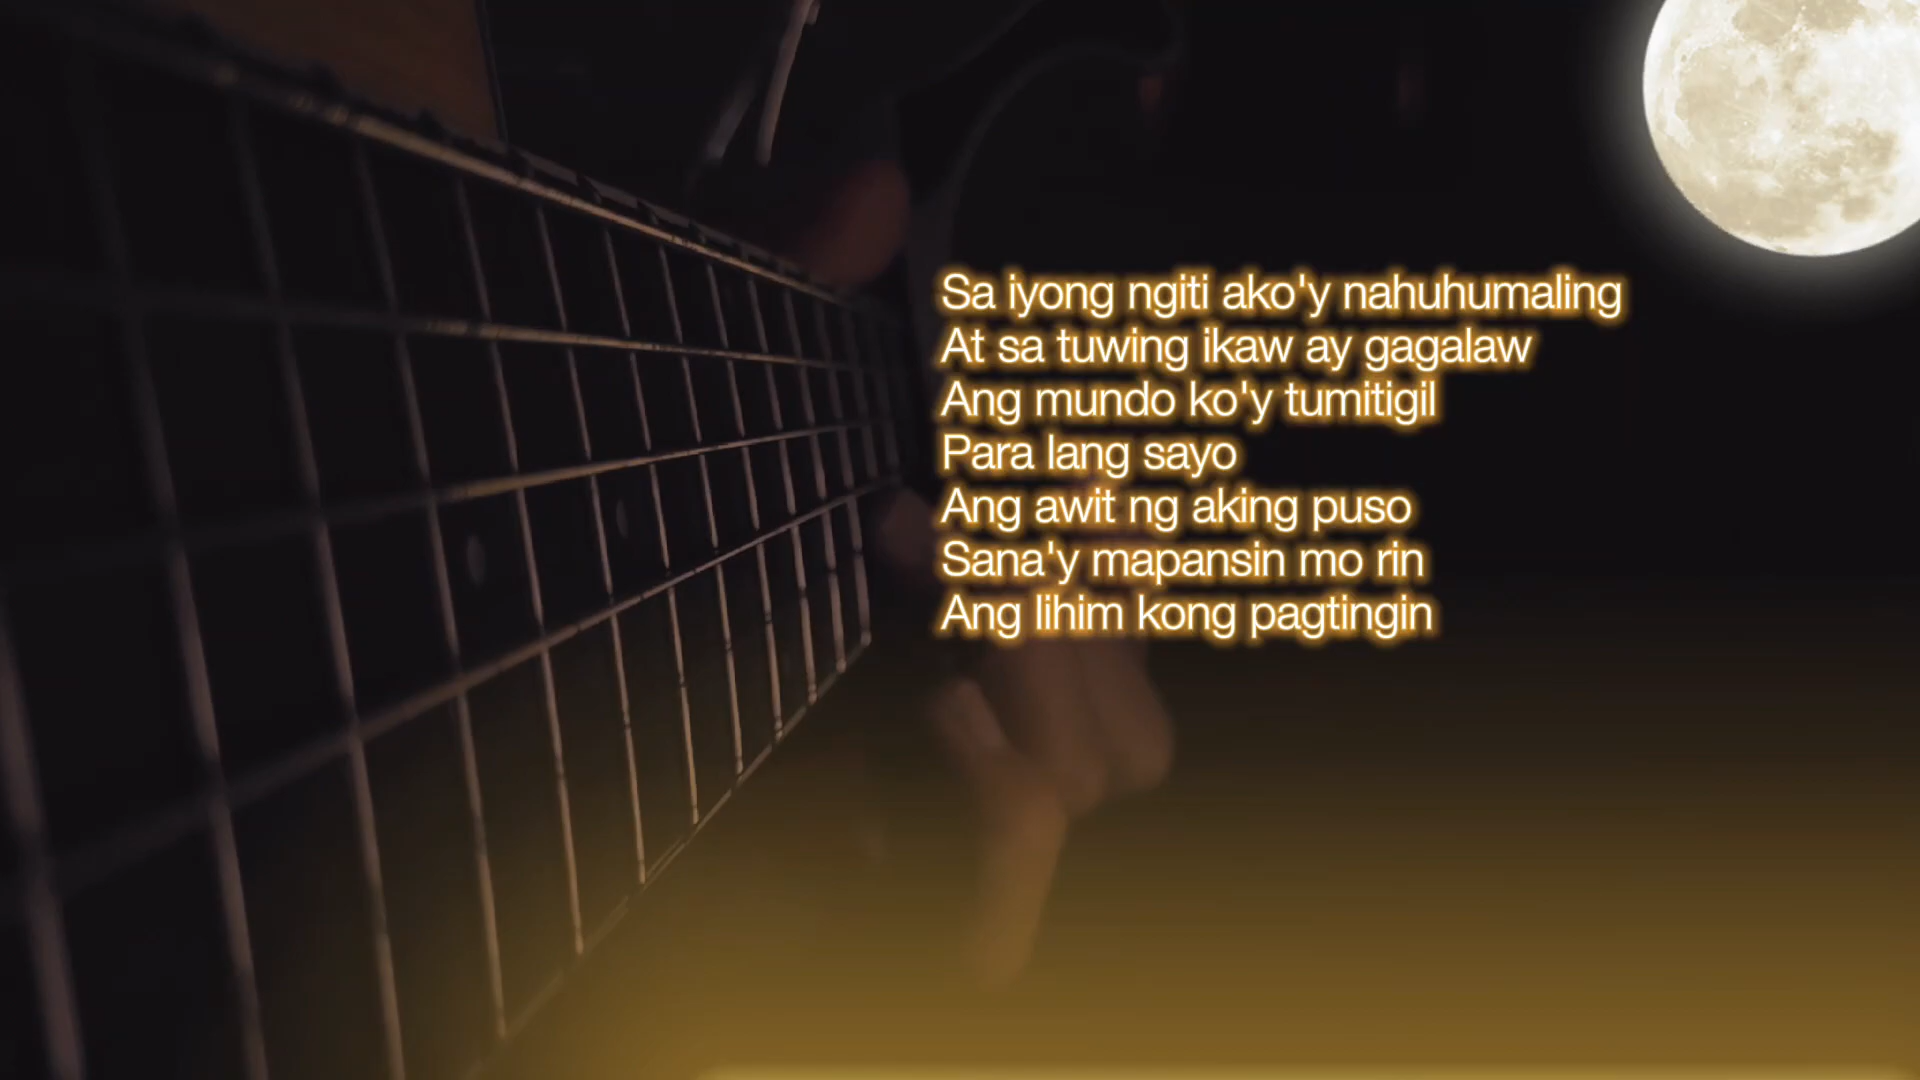 Sa iyong ngiti ako'y nahuhumaling
At sa tuwing ikaw ay gagalaw
Ang mundo ko'y tumitigil
Para lang sayo
Ang awit ng aking puso
Sana'y mapansin mo rin
Ang lihim kong pagtingin